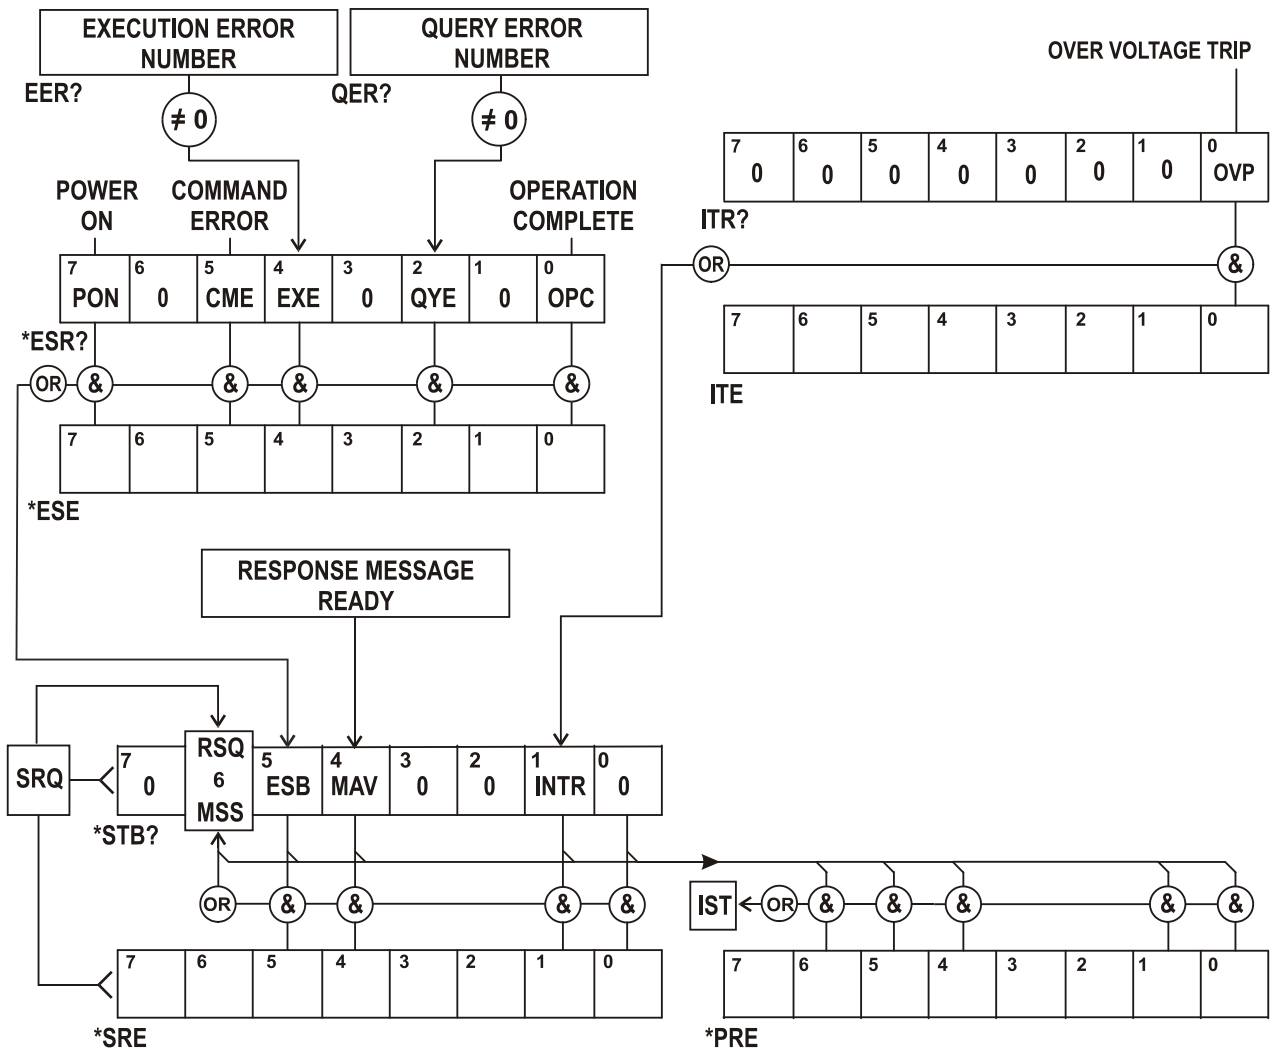 EXECUTION ERROR
NUMBER
QUERY ERROR
NUMBER
OVER VOLTAGE TRIP
EER?
QER?
≠ 0
≠ 0
7 6 5 4 3 2 1 0
0 0 0 0 0 0 0 OVP
ITR?
POWER
ON
COMMAND
ERROR
OPERATION
COMPLETE
7 6 5 4 3 2 1 0
PON 0 CME EXE 0 QYE 0 OPC
*ESR?
OR & & & & &
OR &
7 6 5 4 3 2 1 0
ITE
7 6 5 4 3 2 1 0
*ESE
RESPONSE MESSAGE
READY
SRQ
7 5 4 3 2 1 0
0 ESB MAV 0 0 INTR 0
RSQ
6
MSS
*STB?
OR & & & &
IST OR & & & & &
7 6 5 4 3 2 1 0
*SRE
7 6 5 4 3 2 1 0
*PRE